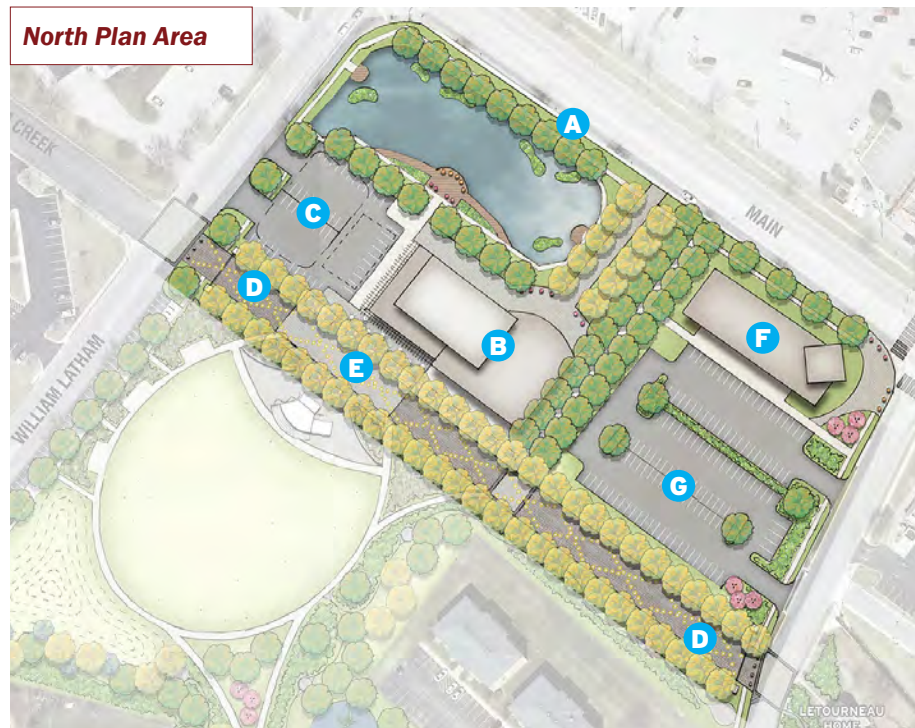 North Plan Area
A
CREEK
MAIN
C
D
F
B
E
WILLIAM LATHAM
G
D
LETOURNEAU
HOME